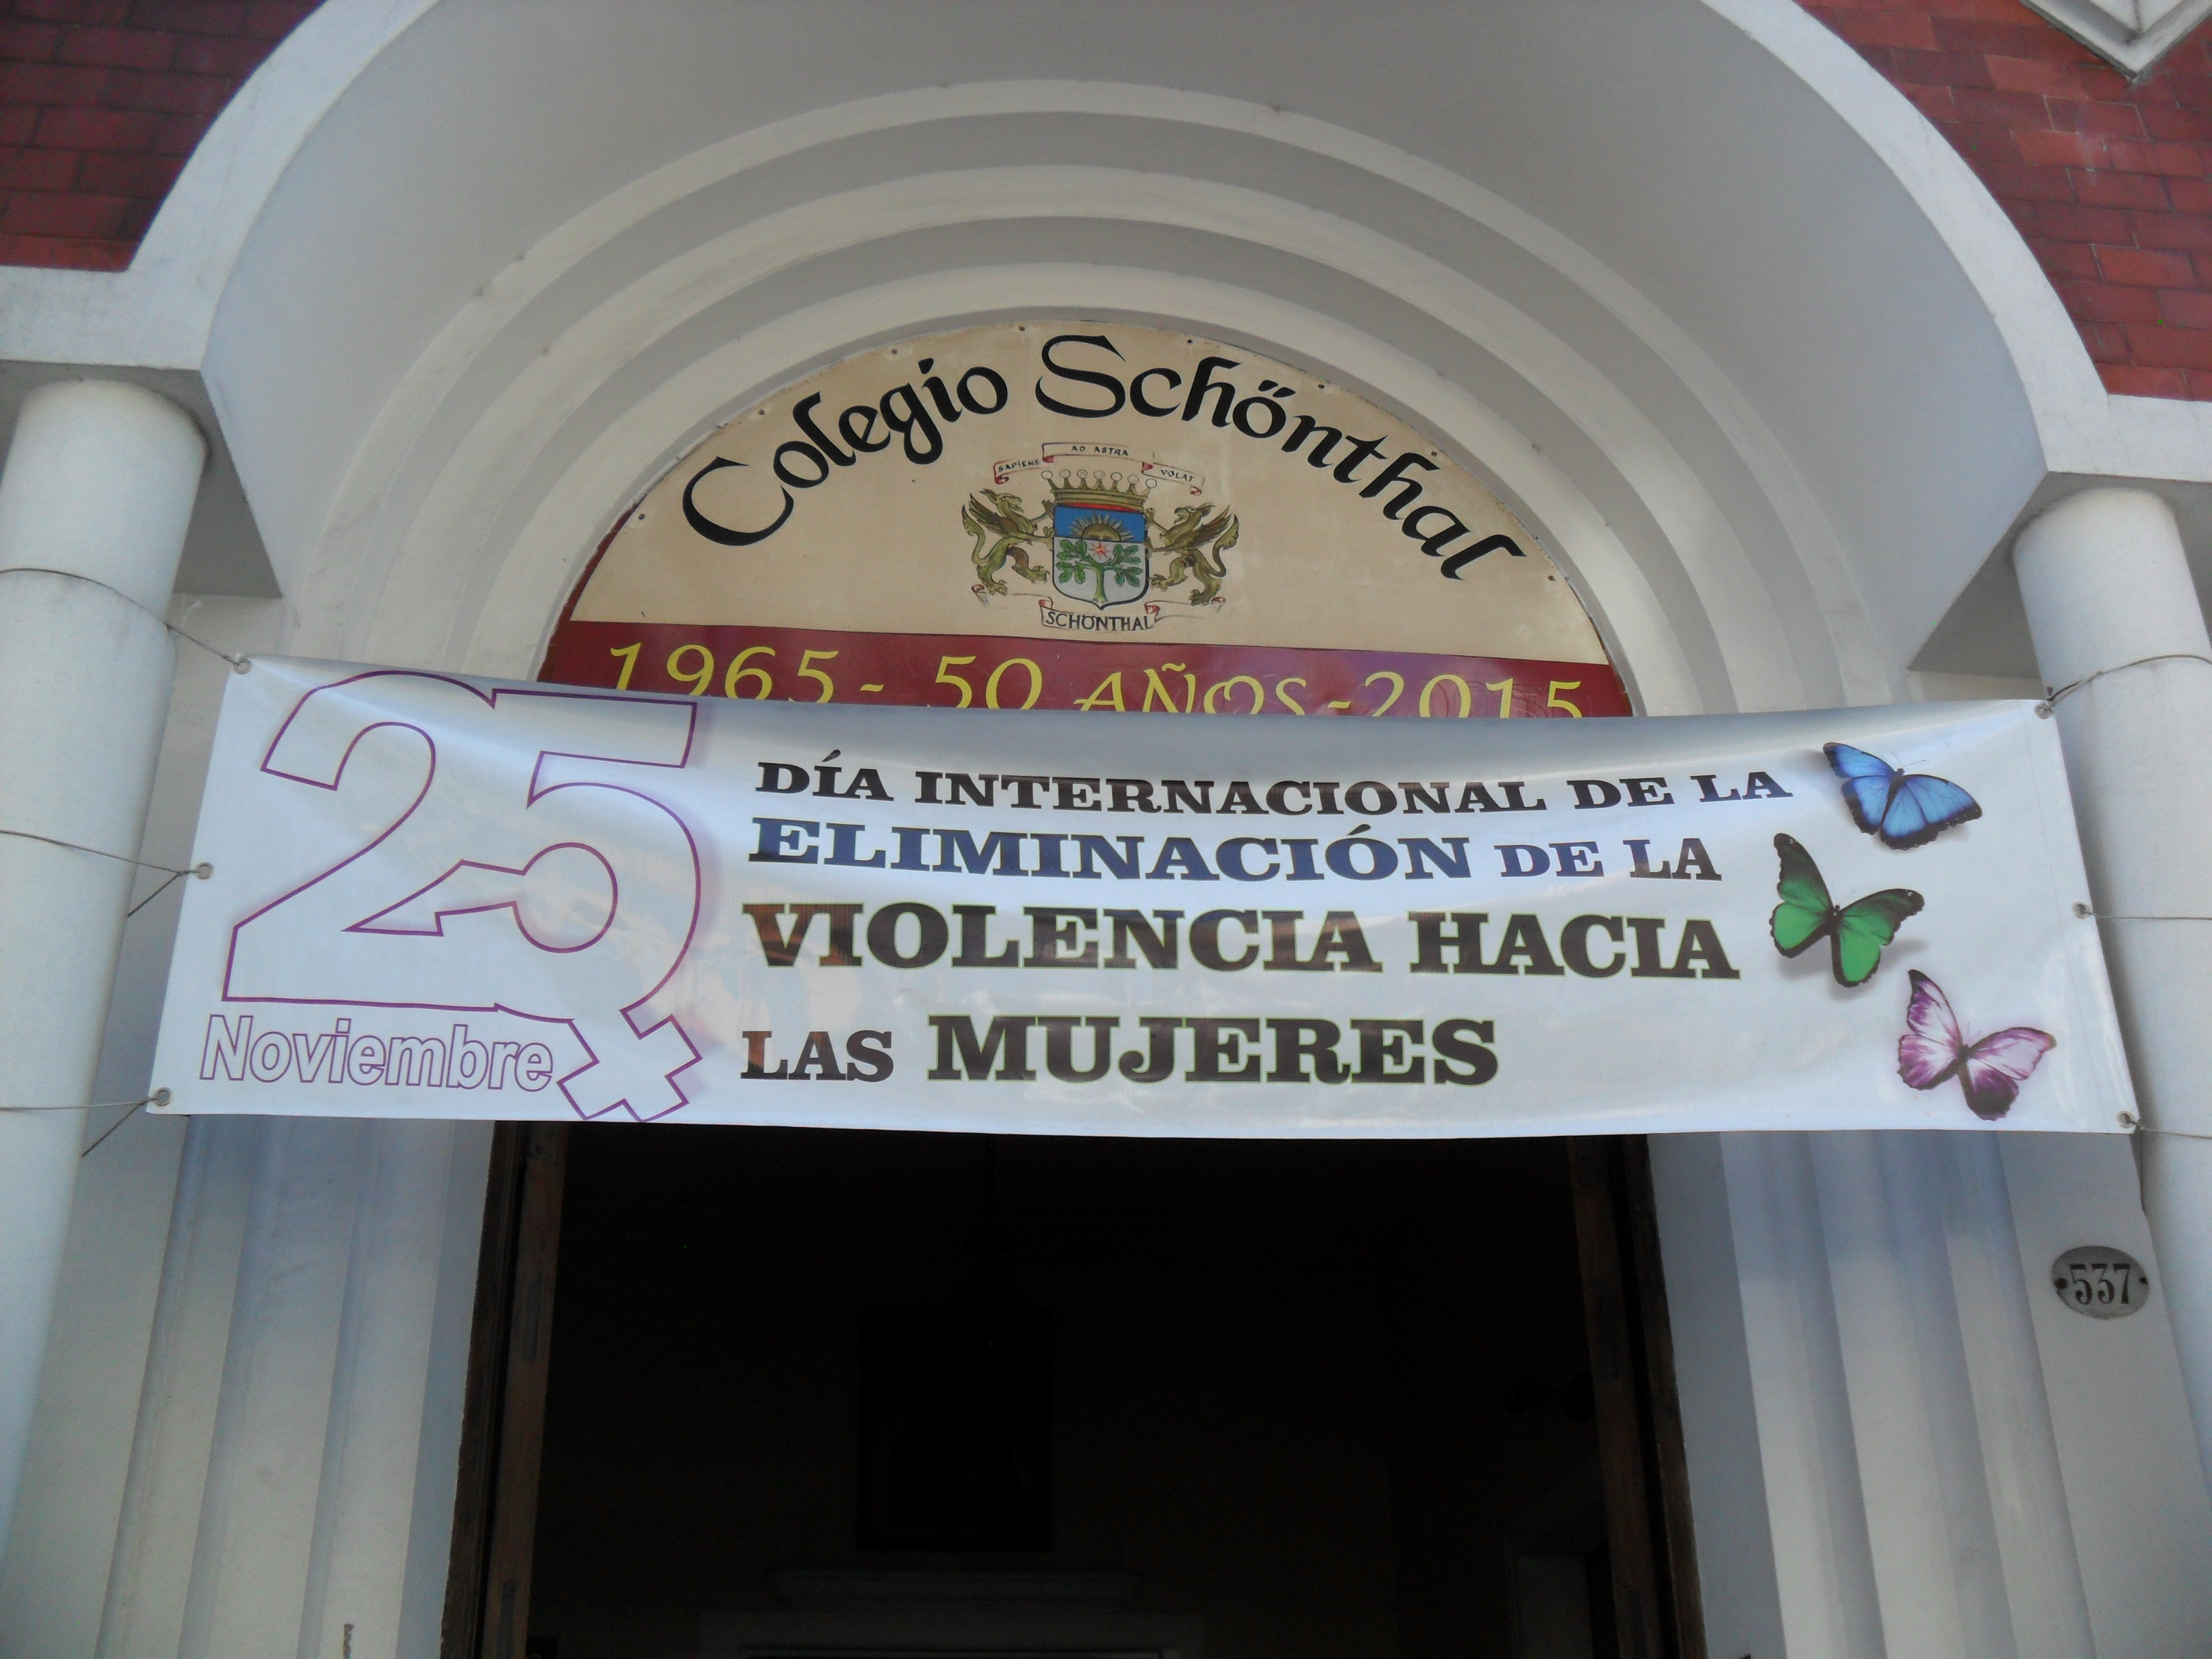 Colegio Schönthal
SAPIENS AD ASTRA VOLAT
SCHÖNTHAL
1965 - 50 AÑOS - 2015
25
Noviembre
DÍA INTERNACIONAL DE LA
ELIMINACIÓN DE LA
VIOLENCIA HACIA
LAS MUJERES
537